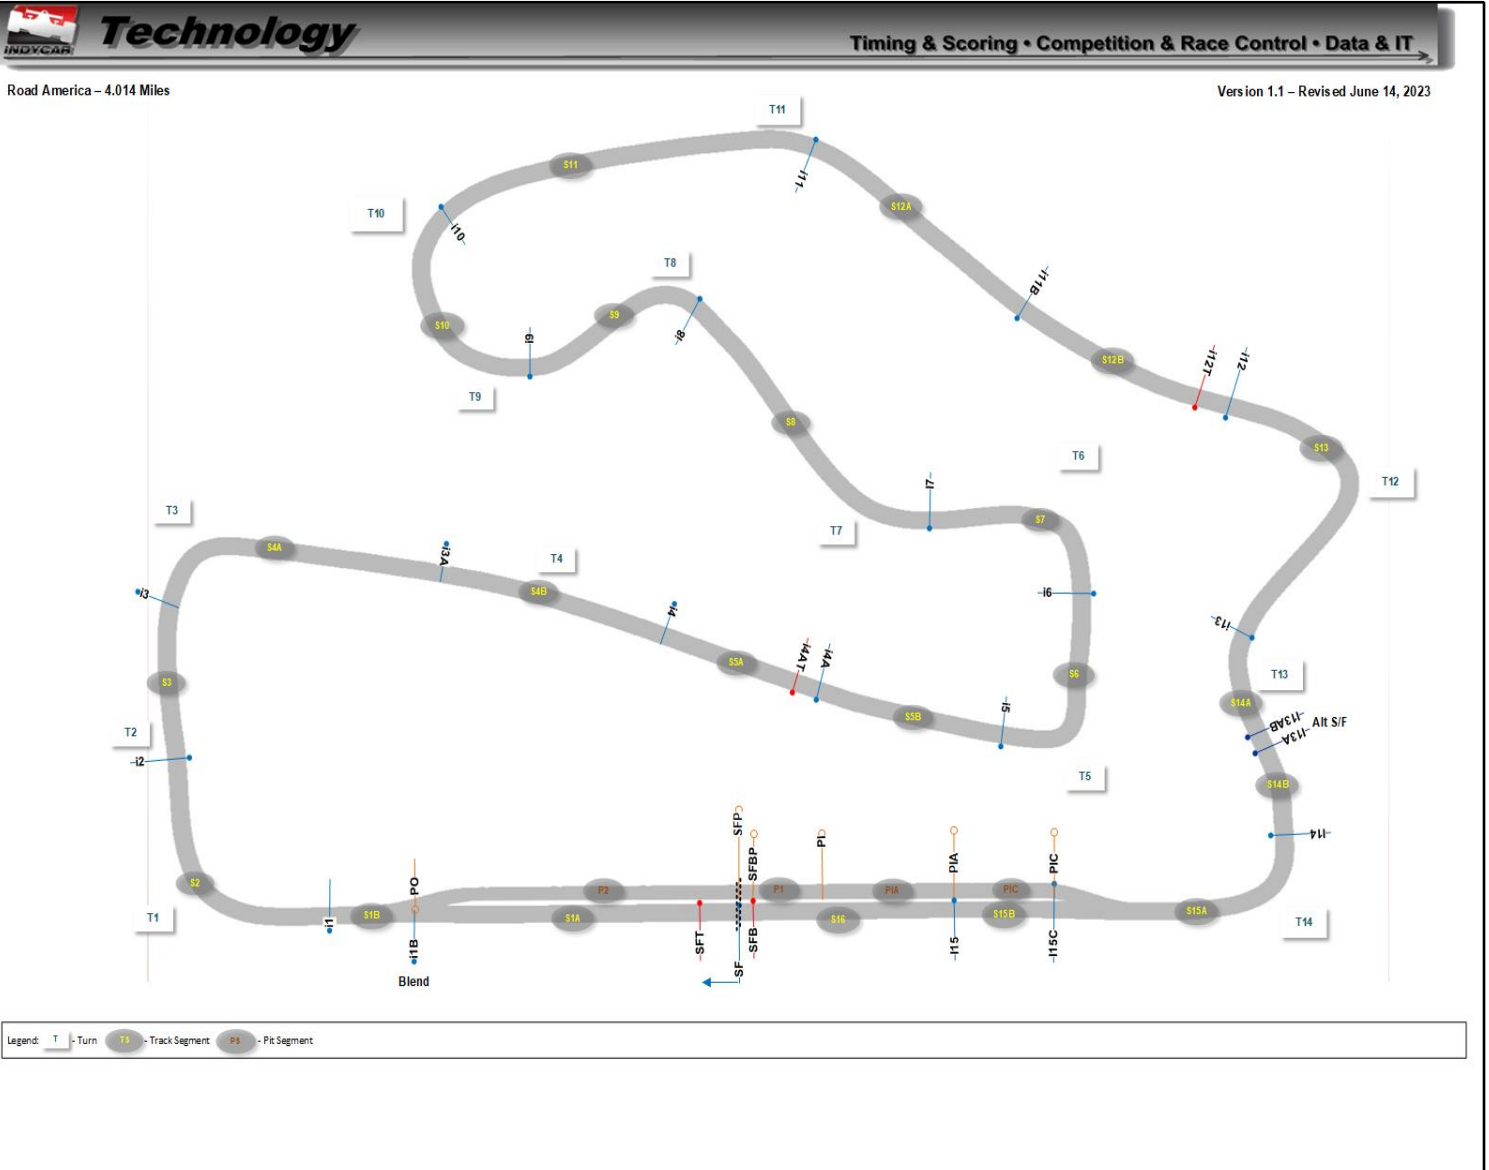 INDYCAR
Technology
Timing & Scoring • Competition & Race Control • Data & IT
Road America – 4.014 Miles
Version 1.1 – Revised June 14, 2023
T11
S11
i11
T10
i10
S12A
T8
i11B
S9
i8
S10
i9
S12B
i12T
i12
T9
S8
S13
T6
T12
i7
T3
T7
S7
S4A
i3A
T4
S4B
i3
i6
i4
i13
S5A
i4AT
i4A
S6
T13
S3
S14A
i5
S5B
I13AB
Alt S/F
I13A
T2
i2
T5
S14B
SFP
SFBP
PI
PIA
PIC
I14
S2
PO
P2
P1
PIA
PIC
T1
i1
S1B
S1A
S16
S15B
S15A
T14
i1B
SFT
SF
SFB
I15
I15C
Blend
Legend: T - Turn TS - Track Segment PS - Pit Segment